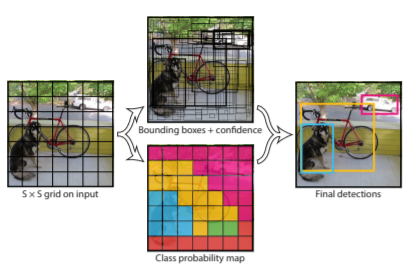 Bounding boxes + confidence
S × S grid on input
Final detections
Class probability map